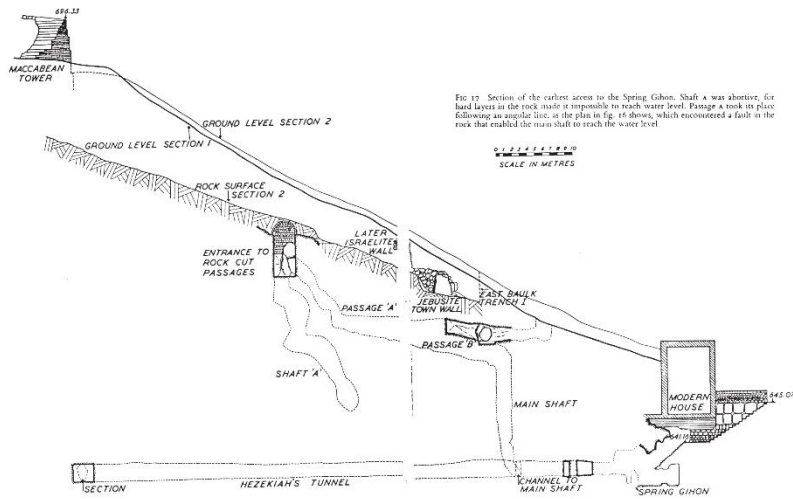 696.33
MACCABEAN
TOWER
FIG 17 Section of the earliest access to the Spring Gihon. Shaft A was abortive, for
hard layers in the rock made it impossible to reach water level. Passage A took its place
following an angular line, as the plan in fig. 16 shows, which encountered a fault in the
rock that enabled the main shaft to reach the water level
0 1 2 3 4 5 6 7 8 9 10
SCALE IN METRES
GROUND LEVEL SECTION 2
GROUND LEVEL SECTION 1
ROCK SURFACE
SECTION 2
LATER
ISRAELITE
WALL
ENTRANCE TO
ROCK CUT
PASSAGES
JEBUSITE
TOWN WALL
EAST BAULK
TRENCH I
PASSAGE 'A'
PASSAGE 'B'
SHAFT 'A'
MAIN SHAFT
MODERN
HOUSE
645.07
SECTION
HEZEKIAH'S TUNNEL
CHANNEL TO
MAIN SHAFT
SPRING GIHON